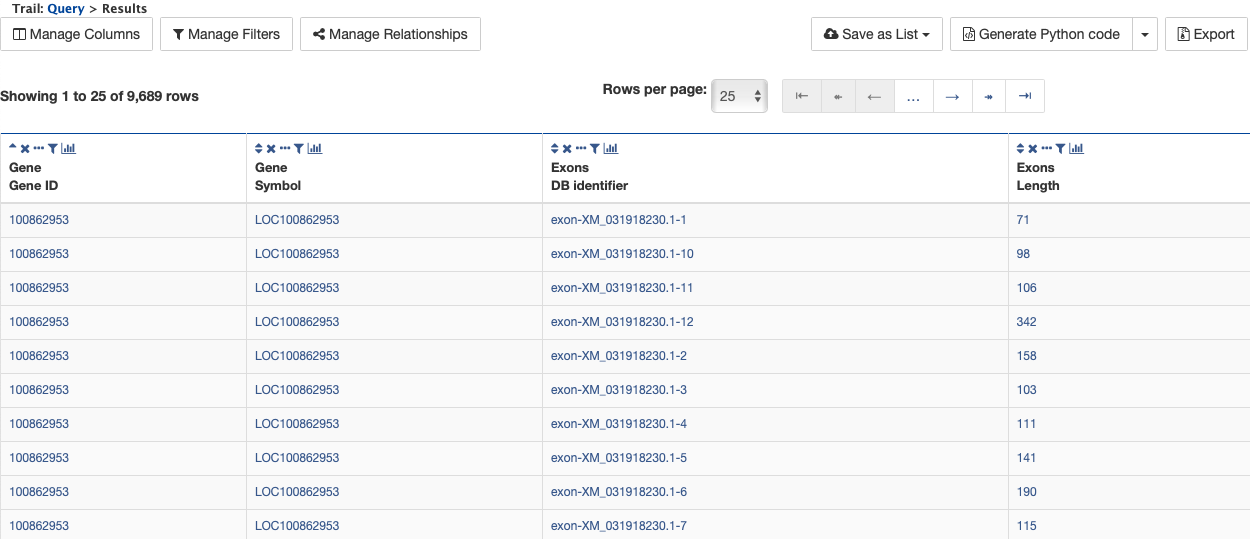 Trail: Query > Results
Manage Columns Manage Filters Manage Relationships Save as List Generate Python code Export
Showing 1 to 25 of 9,689 rows Rows per page: 25 ...
Gene Gene Exons Exons
Gene ID Symbol DB identifier Length
100862953 LOC100862953 exon-XM_031918230.1-1 71
100862953 LOC100862953 exon-XM_031918230.1-10 98
100862953 LOC100862953 exon-XM_031918230.1-11 106
100862953 LOC100862953 exon-XM_031918230.1-12 342
100862953 LOC100862953 exon-XM_031918230.1-2 158
100862953 LOC100862953 exon-XM_031918230.1-3 103
100862953 LOC100862953 exon-XM_031918230.1-4 111
100862953 LOC100862953 exon-XM_031918230.1-5 141
100862953 LOC100862953 exon-XM_031918230.1-6 190
100862953 LOC100862953 exon-XM_031918230.1-7 115